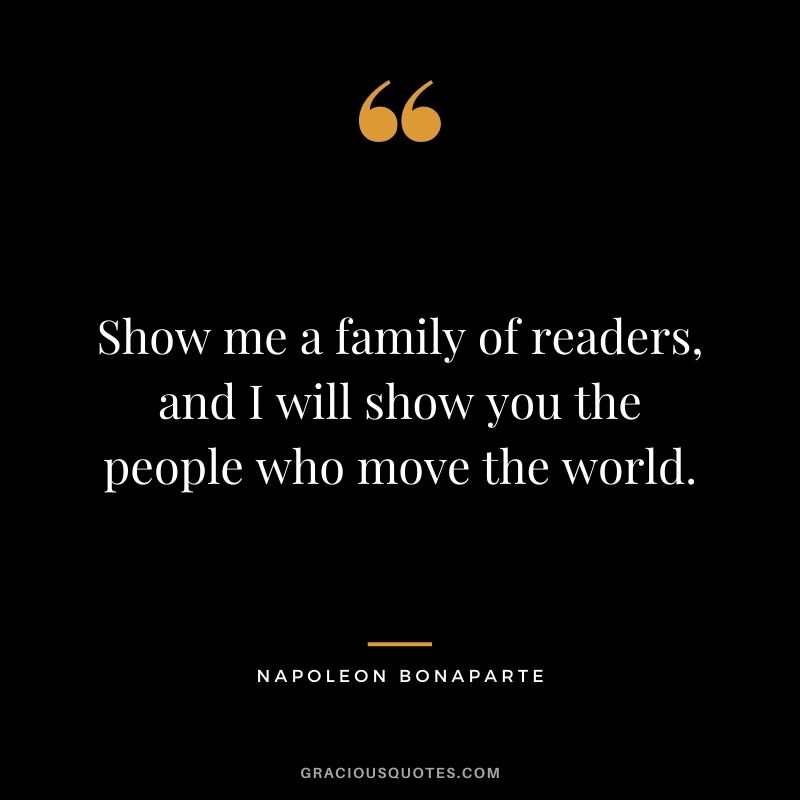 “
Show me a family of readers,
and I will show you the
people who move the world.
NAPOLEON BONAPARTE
GRACIOUSQUOTES.COM